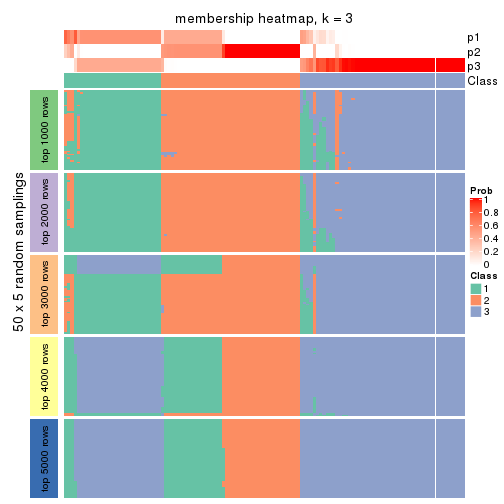 membership heatmap, k = 3
p1
p2
p3
Class
50 x 5 random samplings
top 1000 rows
top 2000 rows
top 3000 rows
top 4000 rows
top 5000 rows
Prob
1
0.8
0.6
0.4
0.2
0
Class
1
2
3